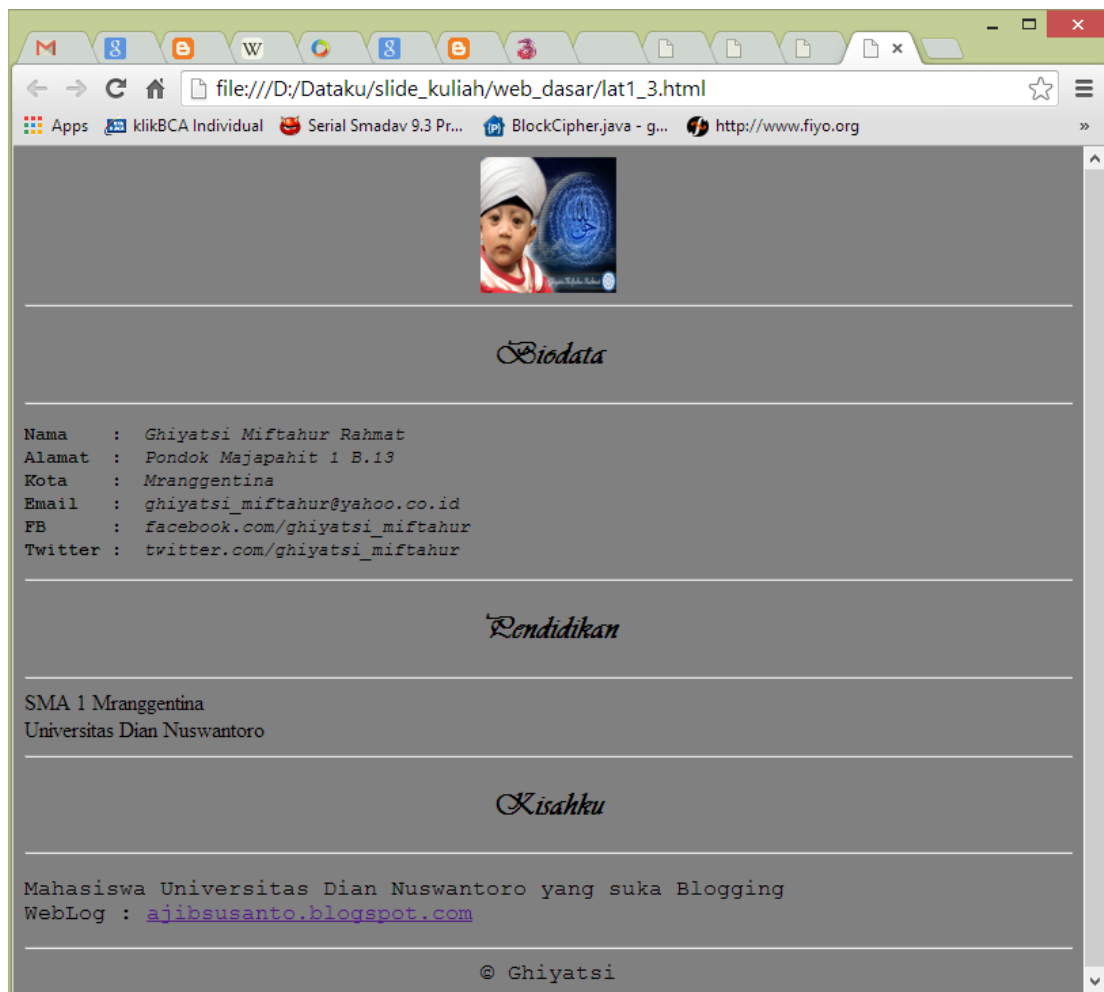 file:///D:/Dataku/slide_kuliah/web_dasar/lat1_3.html
Apps klikBCA Individual Serial Smadav 9.3 Pr... BlockCipher.java - g... http://www.fiyo.org »
Biodata
Nama : Ghiyatsi Miftahur Rahmat
Alamat : Pondok Majapahit 1 B.13
Kota : Mranggentina
Email : ghiyatsi_miftahur@yahoo.co.id
FB : facebook.com/ghiyatsi_miftahur
Twitter : twitter.com/ghiyatsi_miftahur
Pendidikan
SMA 1 Mranggentina
Universitas Dian Nuswantoro
Kisahku
Mahasiswa Universitas Dian Nuswantoro yang suka Blogging
WebLog : ajibsusanto.blogspot.com
© Ghiyatsi